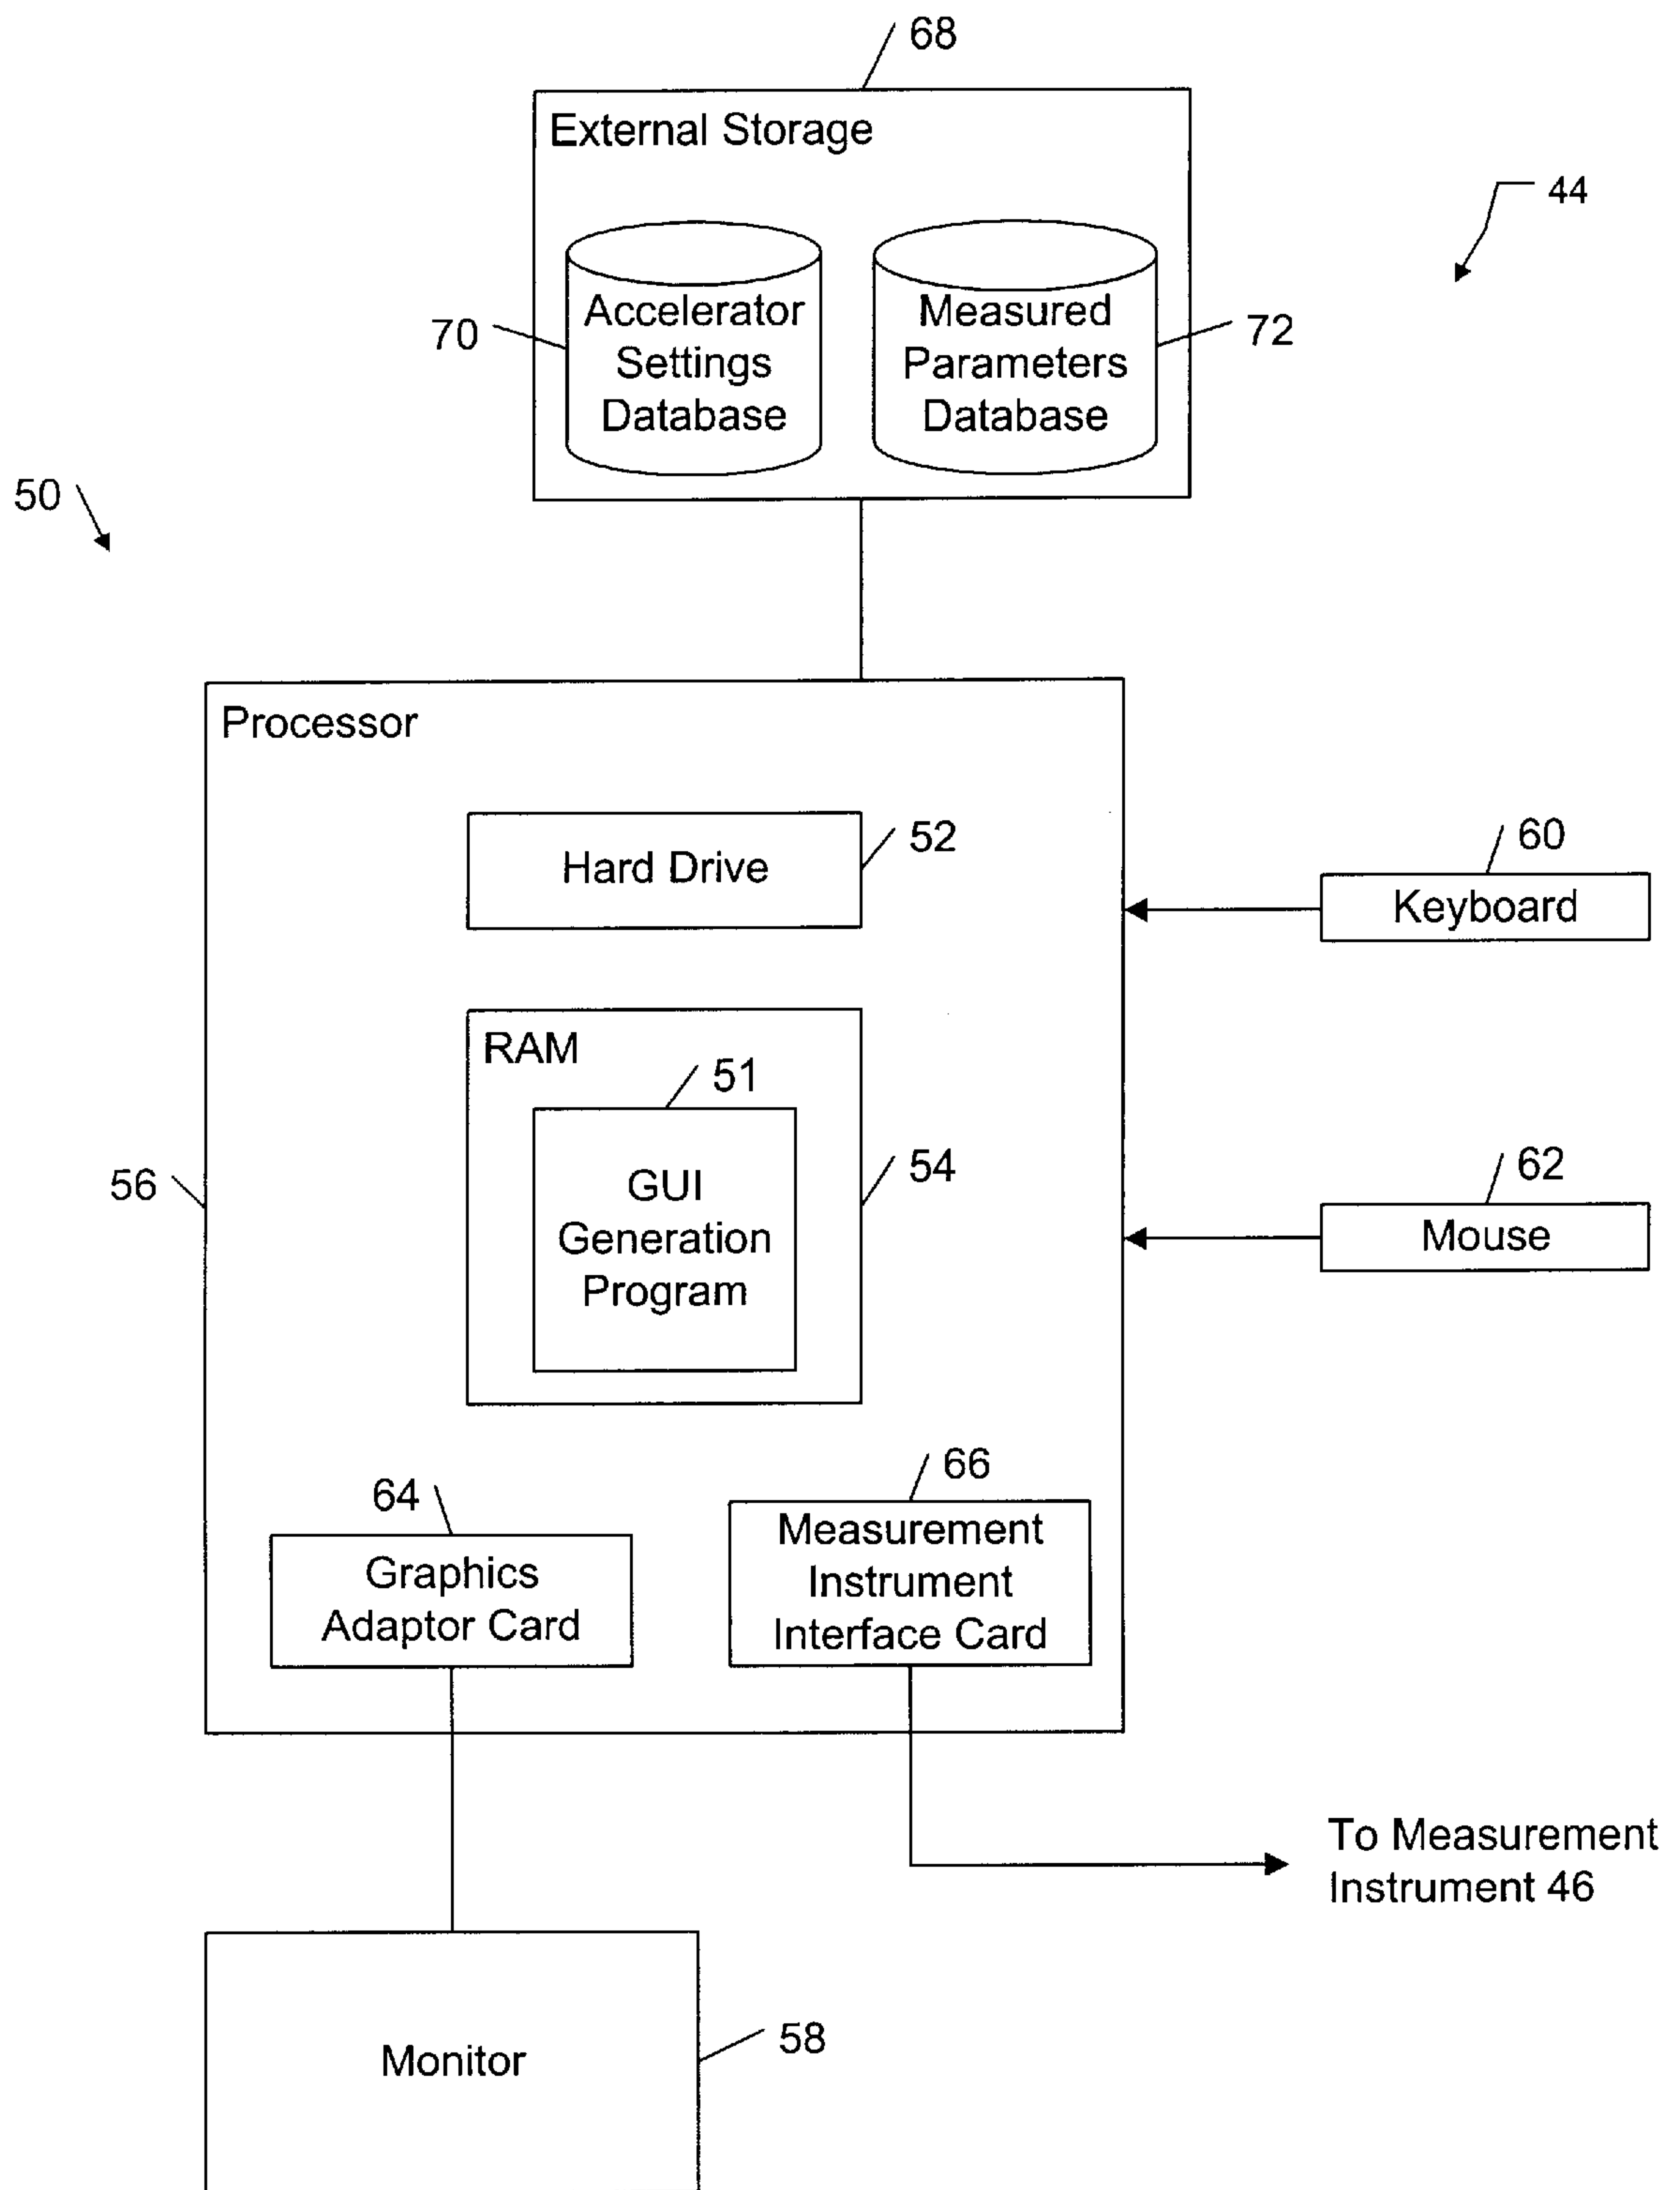 68
External Storage
44
Accelerator
Settings
Database
70
Measured
Parameters
Database
72
50
Processor
Hard Drive
52
60
Keyboard
RAM
51
GUI
Generation
Program
54
56
62
Mouse
64
Graphics
Adaptor Card
66
Measurement
Instrument
Interface Card
To Measurement
Instrument 46
Monitor
58